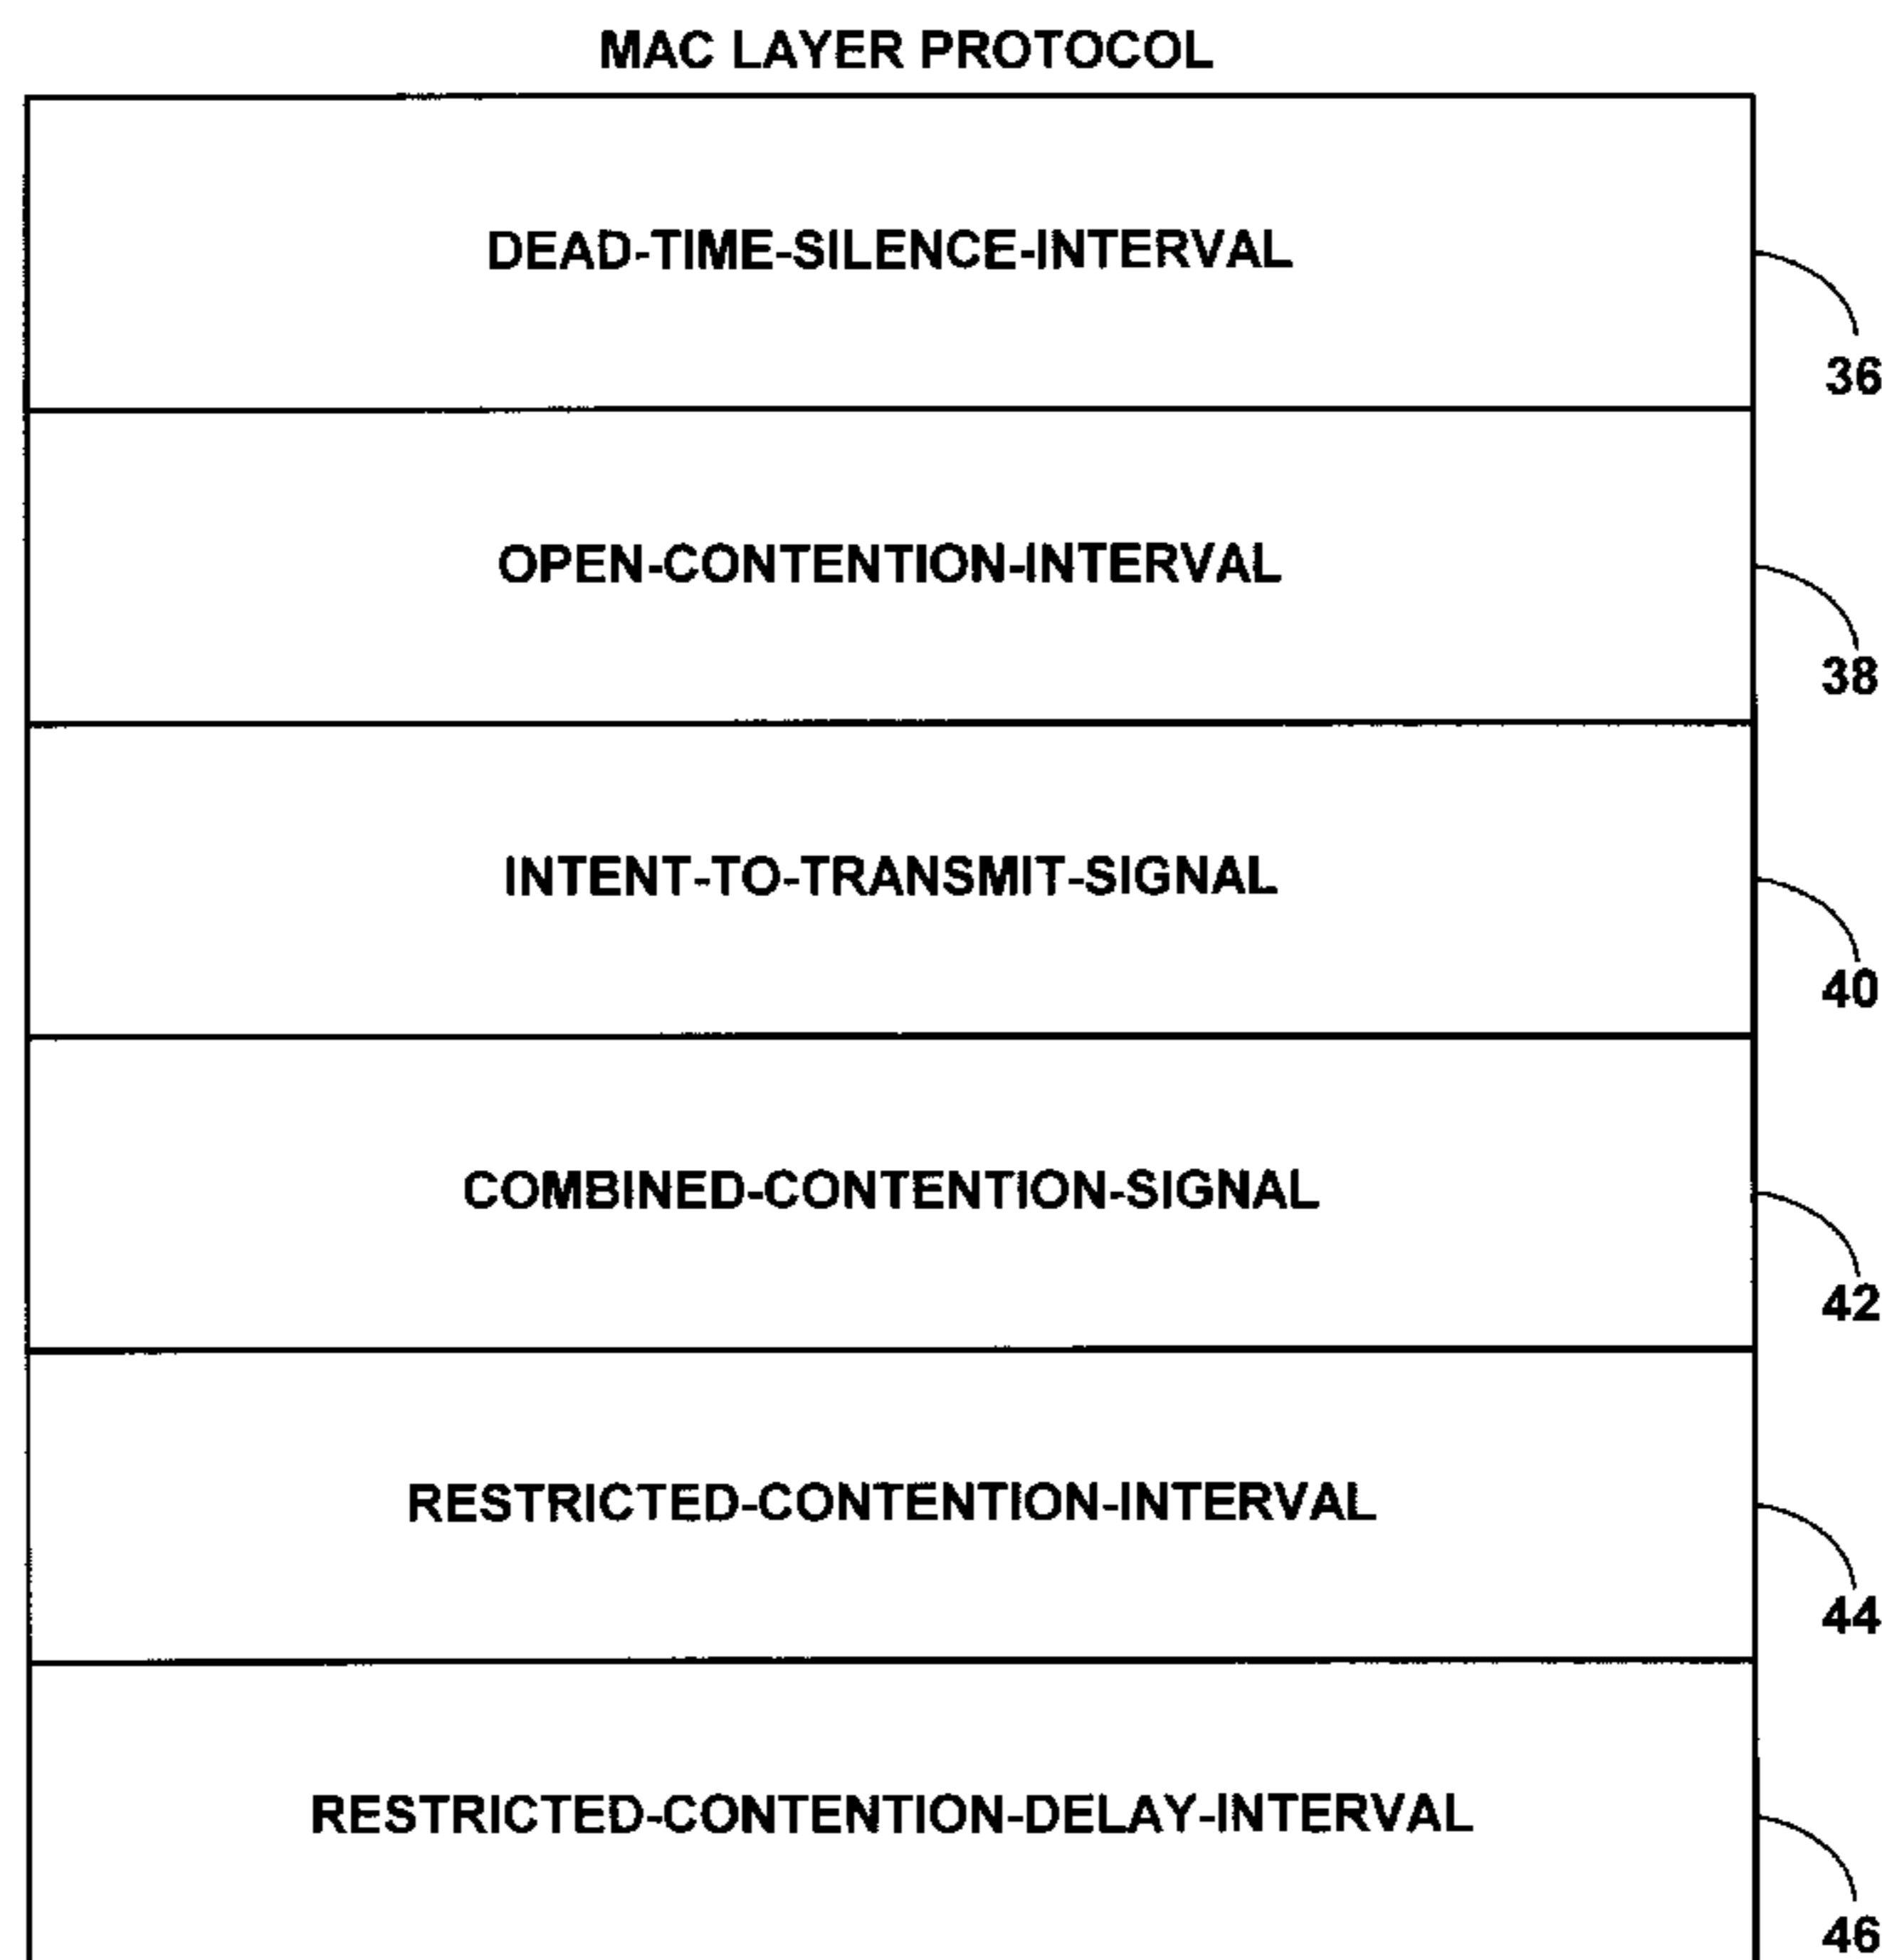 MAC LAYER PROTOCOL
DEAD-TIME-SILENCE-INTERVAL
36
OPEN-CONTENTION-INTERVAL
38
INTENT-TO-TRANSMIT-SIGNAL
40
COMBINED-CONTENTION-SIGNAL
42
RESTRICTED-CONTENTION-INTERVAL
44
RESTRICTED-CONTENTION-DELAY-INTERVAL
46